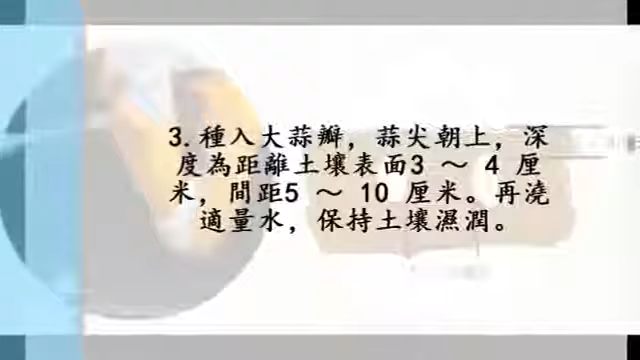 3.種入大蒜瓣，蒜尖朝上，深
度為距離土壤表面3 ～ 4 厘
米，間距5 ～ 10 厘米。再澆
適量水，保持土壤濕潤。